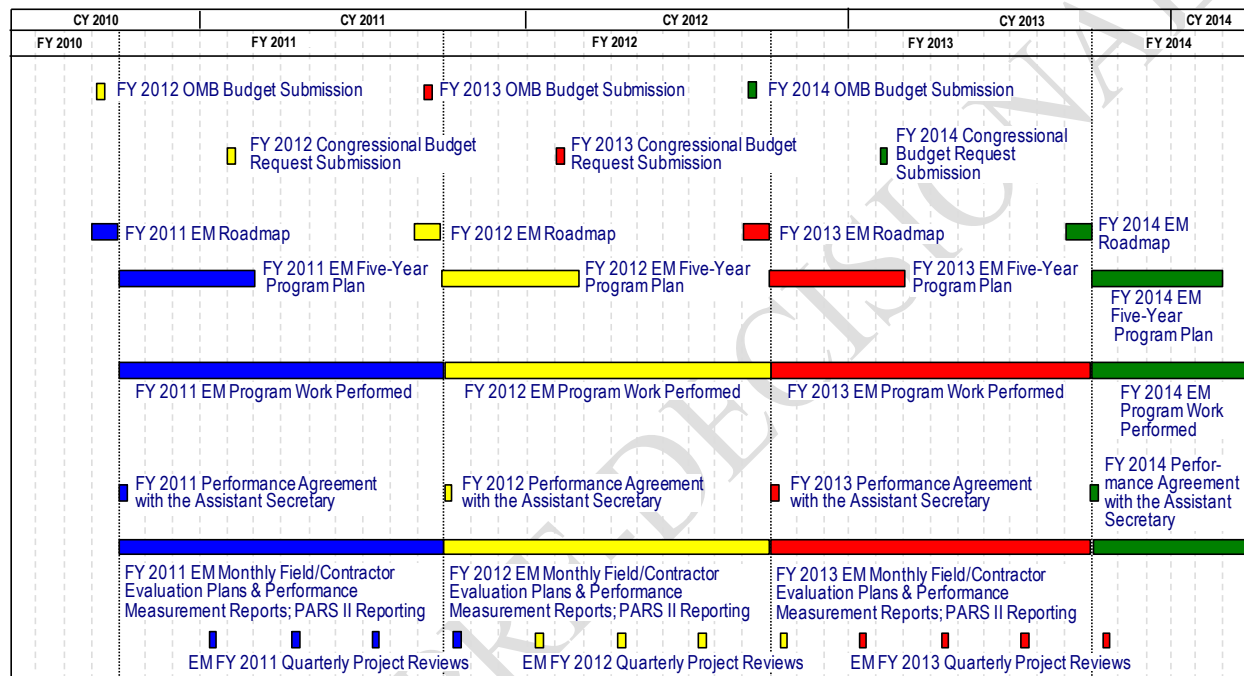 CY 2010 CY 2011 CY 2012 CY 2013 CY 2014
FY 2010 FY 2011 FY 2012 FY 2013 FY 2014
FY 2012 OMB Budget Submission
FY 2013 OMB Budget Submission
FY 2014 OMB Budget Submission
FY 2012 Congressional Budget
Request Submission
FY 2013 Congressional Budget
Request Submission
FY 2014 Congressional
Budget Request
Submission
FY 2011 EM Roadmap
FY 2012 EM Roadmap
FY 2013 EM Roadmap
FY 2014 EM
Roadmap
FY 2011 EM Five-Year
Program Plan
FY 2012 EM Five-Year
Program Plan
FY 2013 EM Five-Year
Program Plan
FY 2014 EM
Five-Year
Program Plan
FY 2011 EM Program Work Performed
FY 2012 EM Program Work Performed
FY 2013 EM Program Work Performed
FY 2014 EM
Program Work
Performed
FY 2011 Performance Agreement
with the Assistant Secretary
FY 2012 Performance Agreement
with the Assistant Secretary
FY 2013 Performance Agreement
with the Assistant Secretary
FY 2014 Perfor-
mance Agreement
with the Assistant
Secretary
FY 2011 EM Monthly Field/Contractor
Evaluation Plans & Performance
Measurement Reports; PARS II Reporting
FY 2012 EM Monthly Field/Contractor
Evaluation Plans & Performance
Measurement Reports; PARS II Reporting
FY 2013 EM Monthly Field/Contractor
Evaluation Plans & Performance
Measurement Reports; PARS II Reporting
EM FY 2011 Quarterly Project Reviews
EM FY 2012 Quarterly Project Reviews
EM FY 2013 Quarterly Project Reviews
PRE-DECISIONA